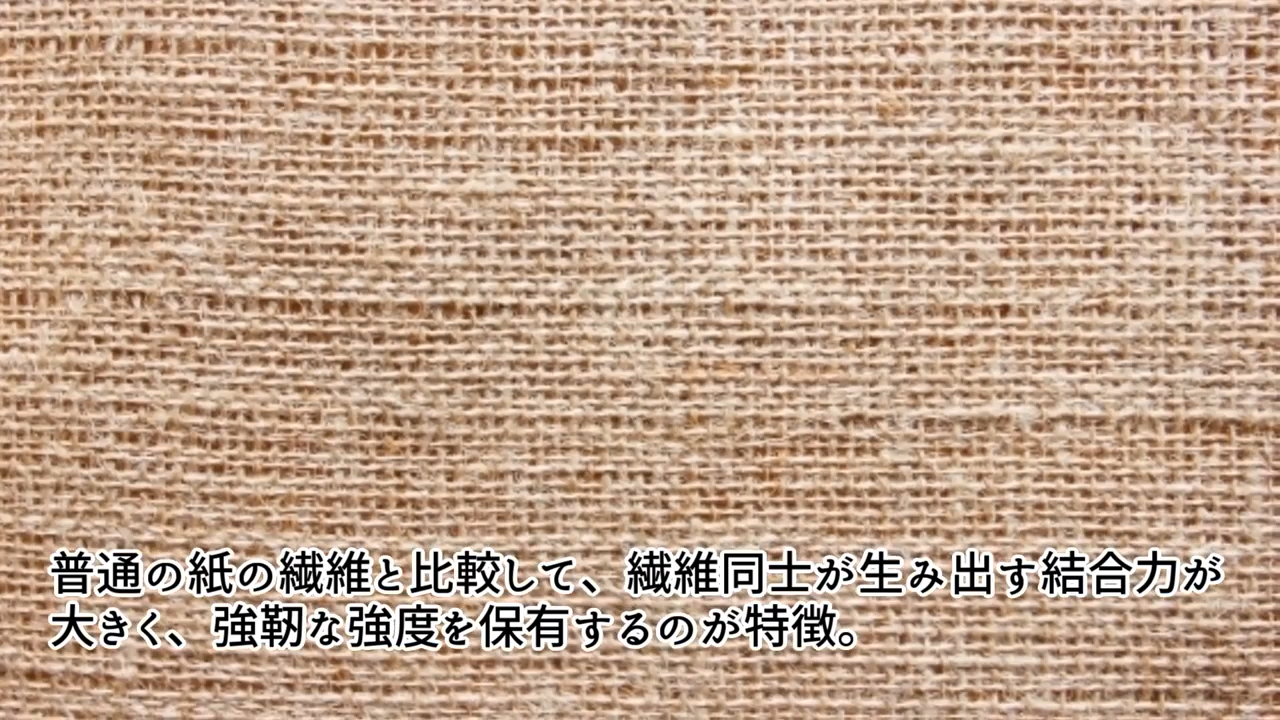 普通の紙の繊維と比較して、繊維同士が生み出す結合力が
大きく、強靭な強度を保有するのが特徴。